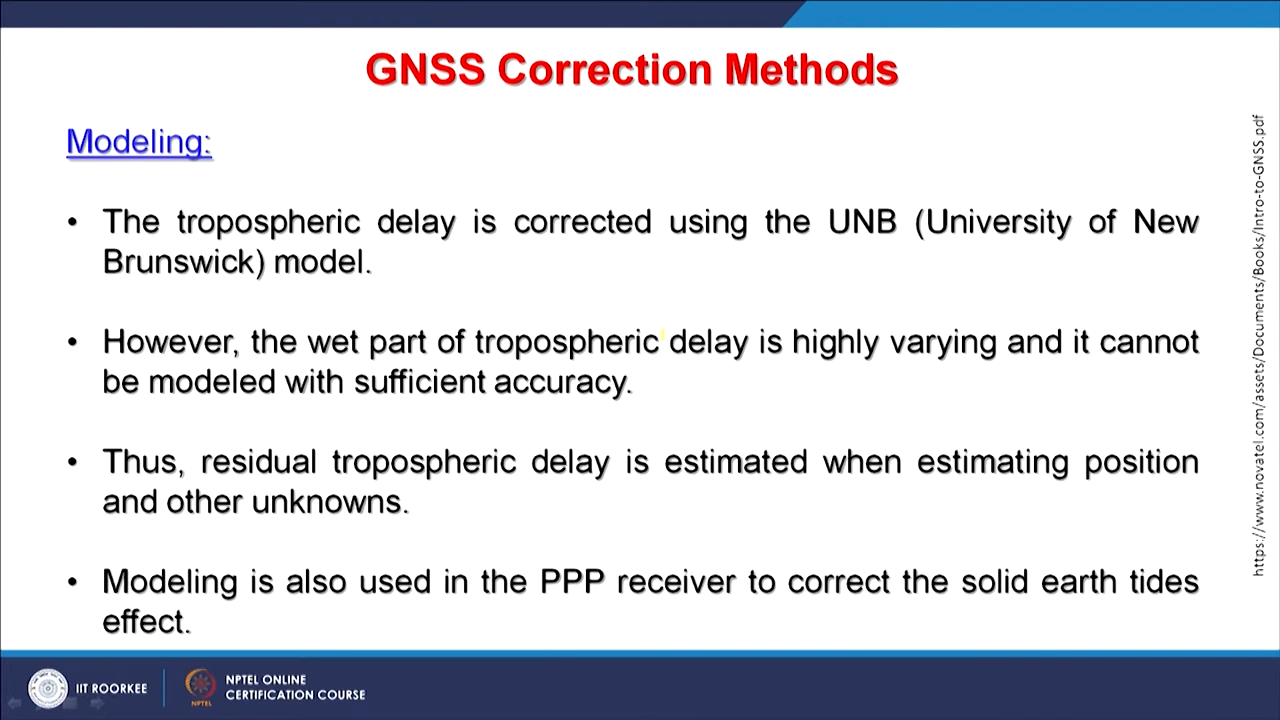 GNSS Correction Methods
Modeling:
• The tropospheric delay is corrected using the UNB (University of New
Brunswick) model.
• However, the wet part of tropospheric delay is highly varying and it cannot
be modeled with sufficient accuracy.
• Thus, residual tropospheric delay is estimated when estimating position
and other unknowns.
• Modeling is also used in the PPP receiver to correct the solid earth tides
effect.
https://www.novatel.com/assets/Documents/Books/Intro-to-GNSS.pdf
IIT ROORKEE
NPTEL
NPTEL ONLINE
CERTIFICATION COURSE